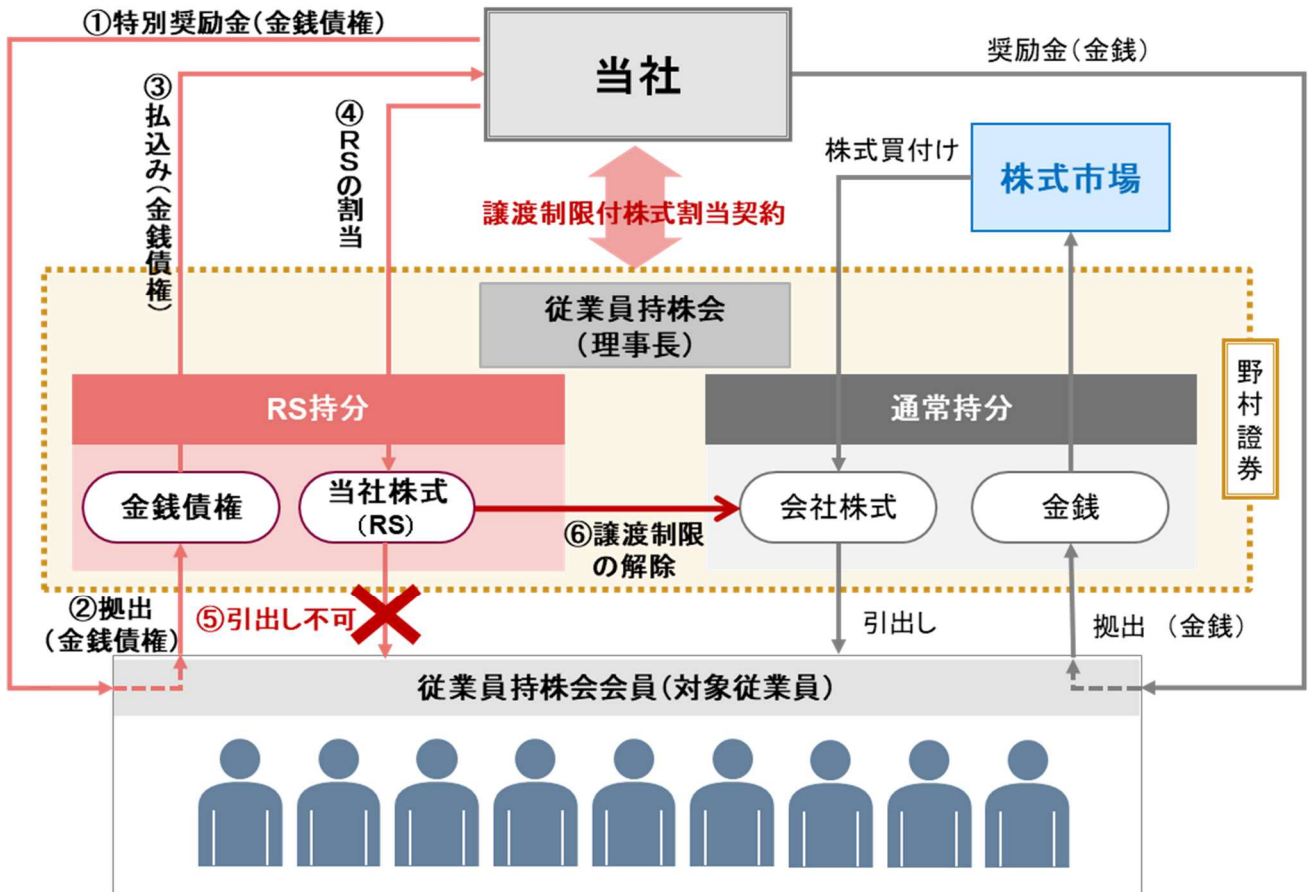 ①特別奨励金(金銭債権)
当社
奨励金(金銭)
③払込み(金銭債権)
④RSの割当
株式買付け
株式市場
譲渡制限付株式割当契約
従業員持株会
(理事長)
野村證券
RS持分
通常持分
金銭債権
当社株式
(RS)
会社株式
金銭
⑥譲渡制限
の解除
②拠出
(金銭債権)
⑤引出し不可
引出し
拠出 (金銭)
従業員持株会会員(対象従業員)